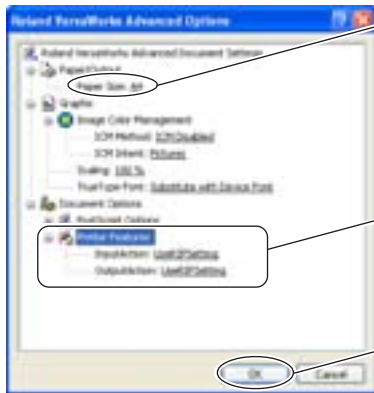 Roland VersaWorks Advanced Options
Roland VersaWorks Advanced Document Settings
Paper/Output
Paper Size: A4
Graphic
Image Color Management
ICM Method: ICM Disabled
ICM Intent: Pictures
Scaling: 100 %
TrueType Font: Substitute with Device Font
Document Options
PostScript Options
Printer Features
InputAction: UseRIPSetting
OutputAction: UseRIPSetting
OK
Cancel